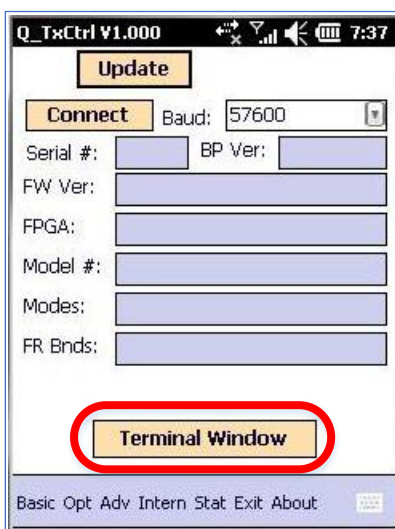 Q_TxCtrl V1.000 7:37
Update
Connect Baud: 57600
Serial #: BP Ver:
FW Ver:
FPGA:
Model #:
Modes:
FR Bnds:
Terminal Window
Basic Opt Adv Intern Stat Exit About